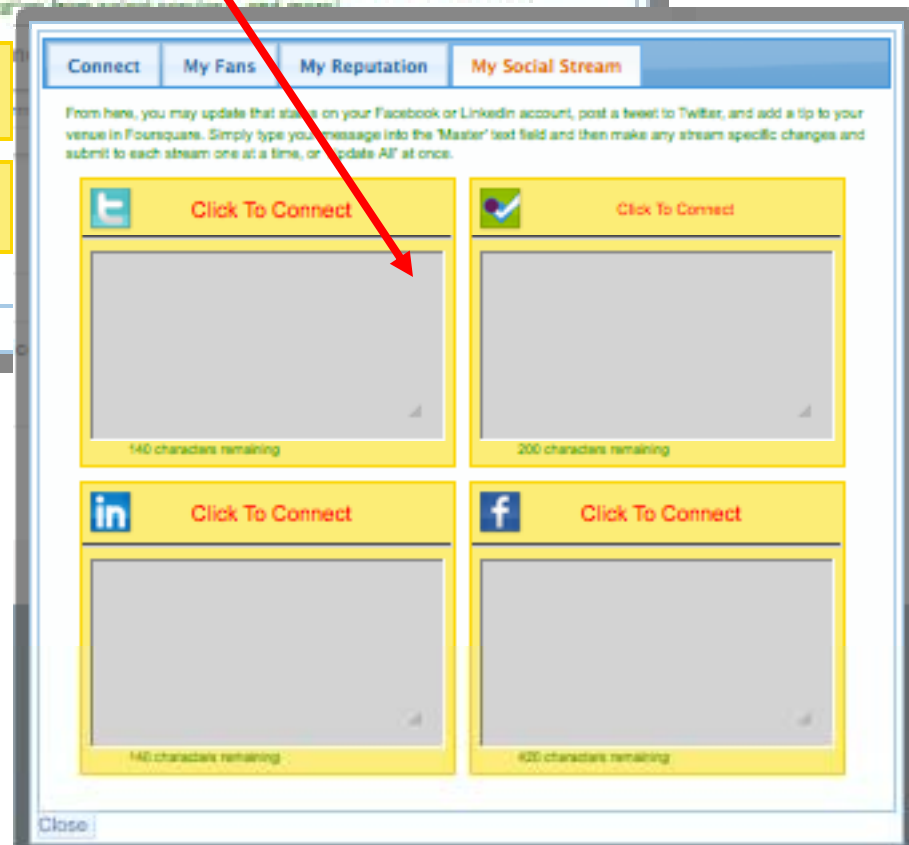 Connect My Fans My Reputation My Social Stream
From here, you may update that status on your Facebook or LinkedIn account, post a tweet to Twitter, and add a tip to your
venue in Foursquare. Simply type your message into the 'Master' text field and then make any stream specific changes and
submit to each stream one at a time, or 'Update All' at once.
Click To Connect
Click To Connect
140 characters remaining
200 characters remaining
in
Click To Connect
f
Click To Connect
140 characters remaining
420 characters remaining
Close